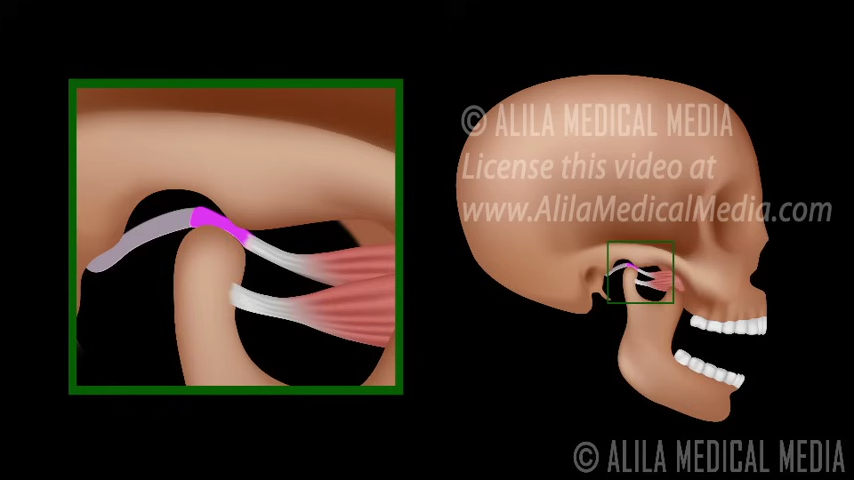 © ALILA MEDICAL MEDIA
License this video at
www.AlilaMedicalMedia.com
© ALILA MEDICAL MEDIA